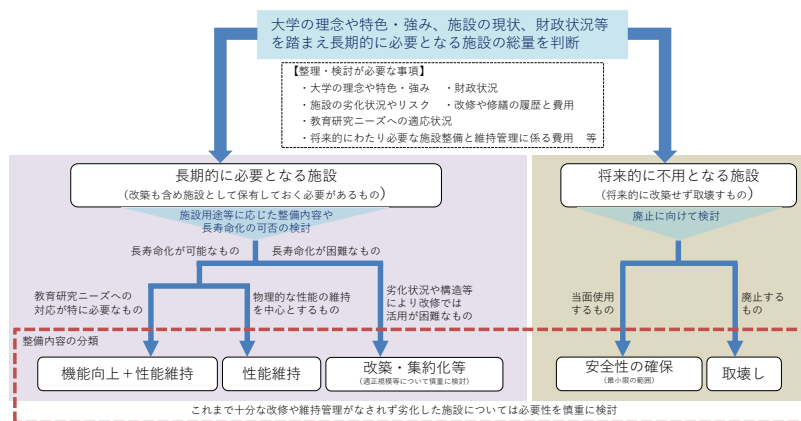 大学の理念や特色・強み、施設の現状、財政状況等
を踏まえ長期的に必要となる施設の総量を判断
【整理・検討が必要な事項】
・大学の理念や特色・強み　・財政状況
・施設の劣化状況やリスク　・改修や修繕の履歴と費用
・教育研究ニーズへの適応状況
・将来的にわたり必要な施設整備と維持管理に係る費用　等
長期的に必要となる施設
(改築も含め施設として保有しておく必要があるもの)
施設用途等に応じた整備内容や
長寿命化の可否の検討
長寿命化が可能なもの
長寿命化が困難なもの
教育研究ニーズへの
対応が特に必要なもの
物理的な性能の維持
を中心とするもの
劣化状況や構造等
により改修では
活用が困難なもの
将来的に不用となる施設
(将来的に改築せず取壊すもの)
廃止に向けて検討
当面使用
するもの
廃止する
もの
整備内容の分類
機能向上＋性能維持
性能維持
改築・集約化等
(適正規模等について慎重に検討)
安全性の確保
(最小限の範囲)
取壊し
これまで十分な改修や維持管理がなされず劣化した施設については必要性を慎重に検討